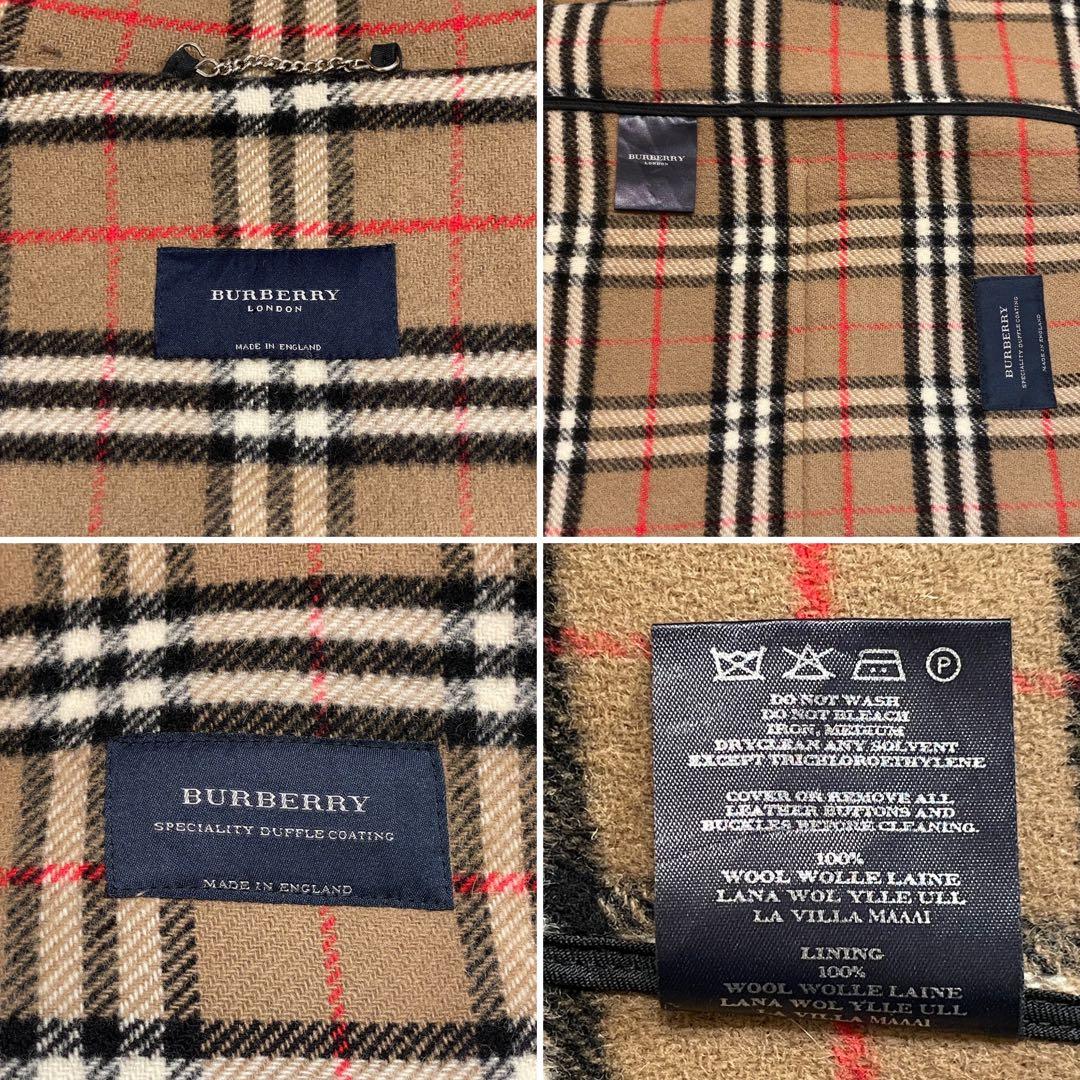 BURBERRY
LONDON
MADE IN ENGLAND
BURBERRY
LONDON
BURBERRY
SPECIALITY DUFFLE COATING
MADE IN ENGLAND
BURBERRY
SPECIALITY DUFFLE COATING
MADE IN ENGLAND
P
DO NOT WASH
DO NOT BLEACH
IRON, MEDIUM
DRYCLEAN ANY SOLVENT
EXCEPT TRICHLOROETHYLENE
COVER OR REMOVE ALL
LEATHER BUTTONS AND
BUCKLES BEFORE CLEANING.
100%
WOOL WOLLE LAINE
LANA WOL YLLE ULL
LA VILLA MAAAI
LINING
100%
WOOL WOLLE LAINE
LANA WOL YLLE ULL
LA VILLA MAAAI